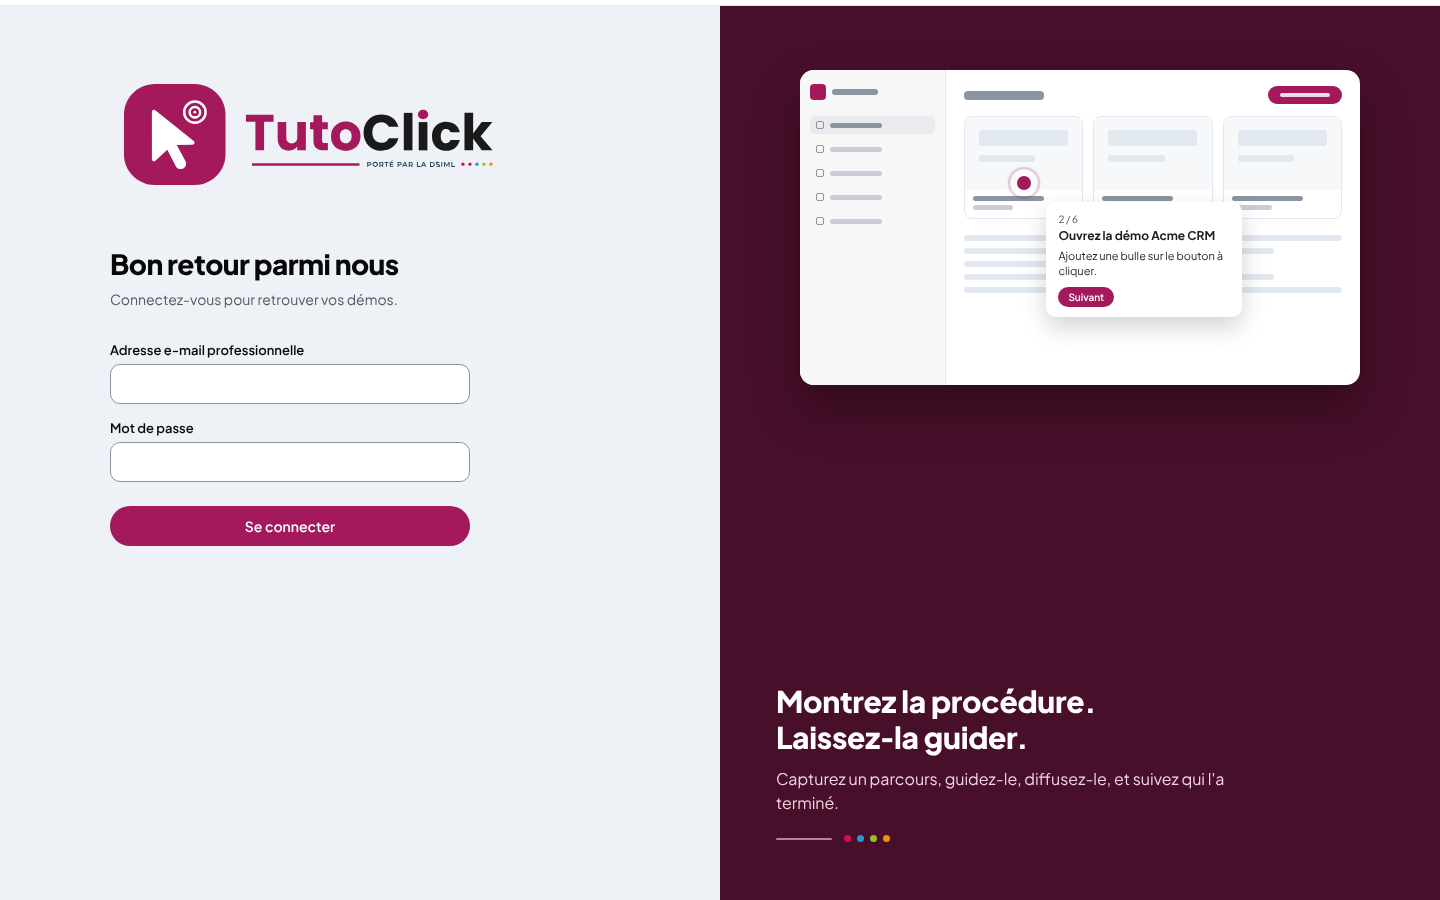 TutoClick
PORTÉ PAR LA DSIML
Bon retour parmi nous
Connectez-vous pour retrouver vos démos.
Adresse e-mail professionnelle
Mot de passe
Se connecter
2 / 6
Ouvrez la démo Acme CRM
Ajoutez une bulle sur le bouton à
cliquer.
Suivant
Montrez la procédure.
Laissez-la guider.
Capturez un parcours, guidez-le, diffusez-le, et suivez qui l'a
terminé.